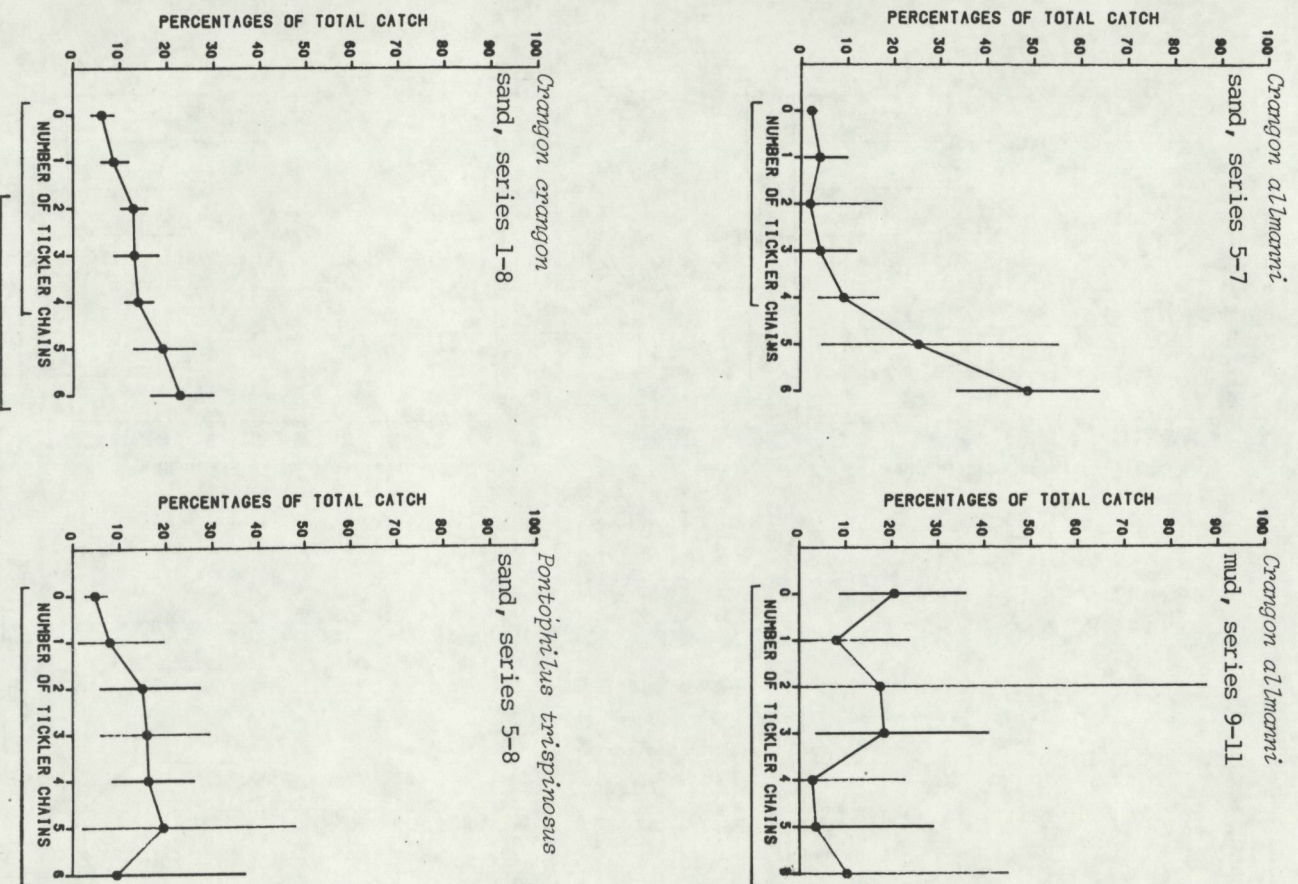 Crangon crangon
sand, series 1-8
PERCENTAGES OF TOTAL CATCH
100
90
80
70
60
50
40
30
20
10
0
0 1 2 3 4 5 6
NUMBER OF TICKLER CHAINS
Crangon allmanni
sand, series 5-7
PERCENTAGES OF TOTAL CATCH
100
90
80
70
60
50
40
30
20
10
0
0 1 2 3 4 5 6
NUMBER OF TICKLER CHAINS
Pontophilus trispinosus
sand, series 5-8
PERCENTAGES OF TOTAL CATCH
100
90
80
70
60
50
40
30
20
10
0
0 1 2 3 4 5 6
NUMBER OF TICKLER CHAINS
Crangon allmanni
mud, series 9-11
PERCENTAGES OF TOTAL CATCH
100
90
80
70
60
50
40
30
20
10
0
0 1 2 3 4 5 6
NUMBER OF TICKLER CHAINS